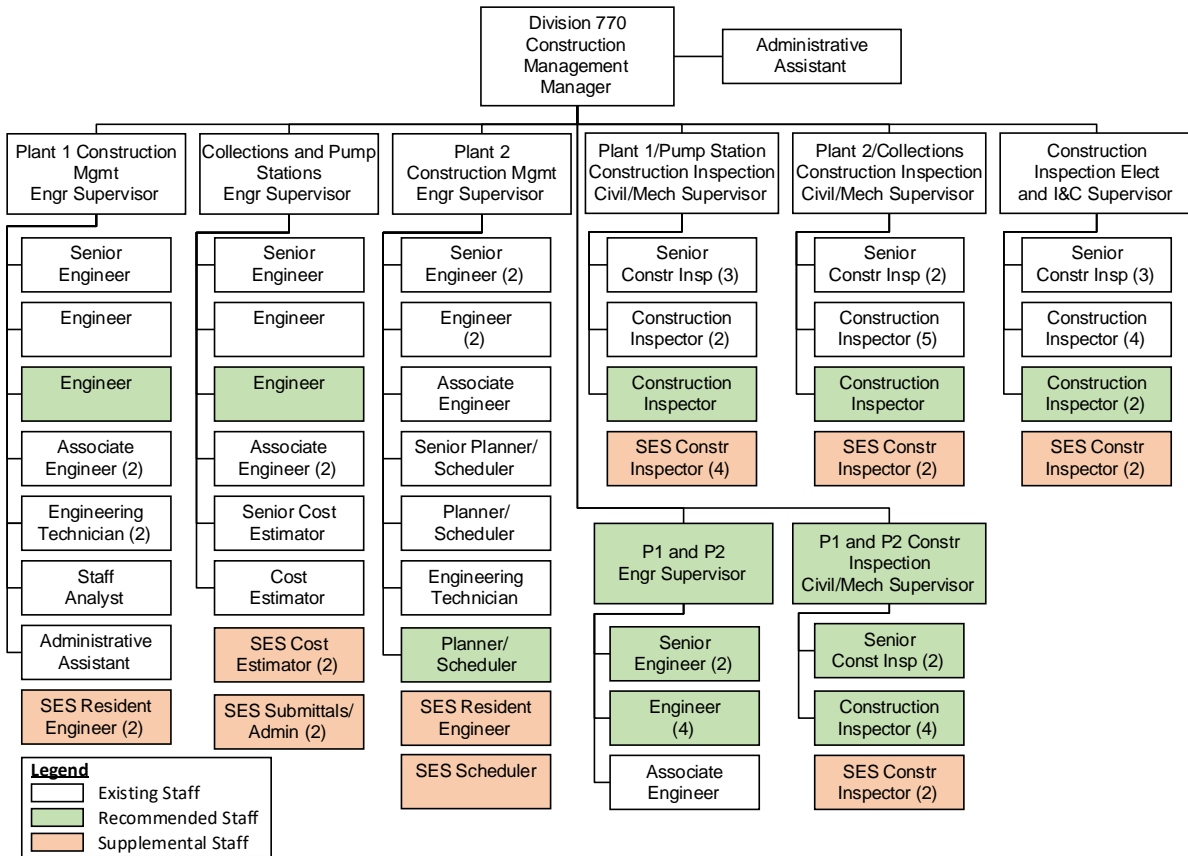 Division 770
Construction
Management
Manager
Administrative
Assistant
Plant 1 Construction
Mgmt
Engr Supervisor
Senior
Engineer
Engineer
Engineer
Associate
Engineer (2)
Engineering
Technician (2)
Staff
Analyst
Administrative
Assistant
SES Resident
Engineer (2)
Collections and Pump
Stations
Engr Supervisor
Senior
Engineer
Engineer
Engineer
Associate
Engineer (2)
Senior Cost
Estimator
Cost
Estimator
SES Cost
Estimator (2)
SES Submittals/
Admin (2)
Plant 2
Construction Mgmt
Engr Supervisor
Senior
Engineer (2)
Engineer
(2)
Associate
Engineer
Senior Planner/
Scheduler
Planner/
Scheduler
Engineering
Technician
Planner/
Scheduler
SES Resident
Engineer
SES Scheduler
Plant 1/Pump Station
Construction Inspection
Civil/Mech Supervisor
Senior
Constr Insp (3)
Construction
Inspector (2)
Construction
Inspector
SES Constr
Inspector (4)
Plant 2/Collections
Construction Inspection
Civil/Mech Supervisor
Senior
Constr Insp (2)
Construction
Inspector (5)
Construction
Inspector
SES Constr
Inspector (2)
Construction
Inspection Elect
and I&C Supervisor
Senior
Constr Insp (3)
Construction
Inspector (4)
Construction
Inspector (2)
SES Constr
Inspector (2)
P1 and P2
Engr Supervisor
Senior
Engineer (2)
Engineer
(4)
Associate
Engineer
P1 and P2 Constr
Inspection
Civil/Mech Supervisor
Senior
Const Insp (2)
Construction
Inspector (4)
SES Constr
Inspector (2)
Legend
Existing Staff
Recommended Staff
Supplemental Staff